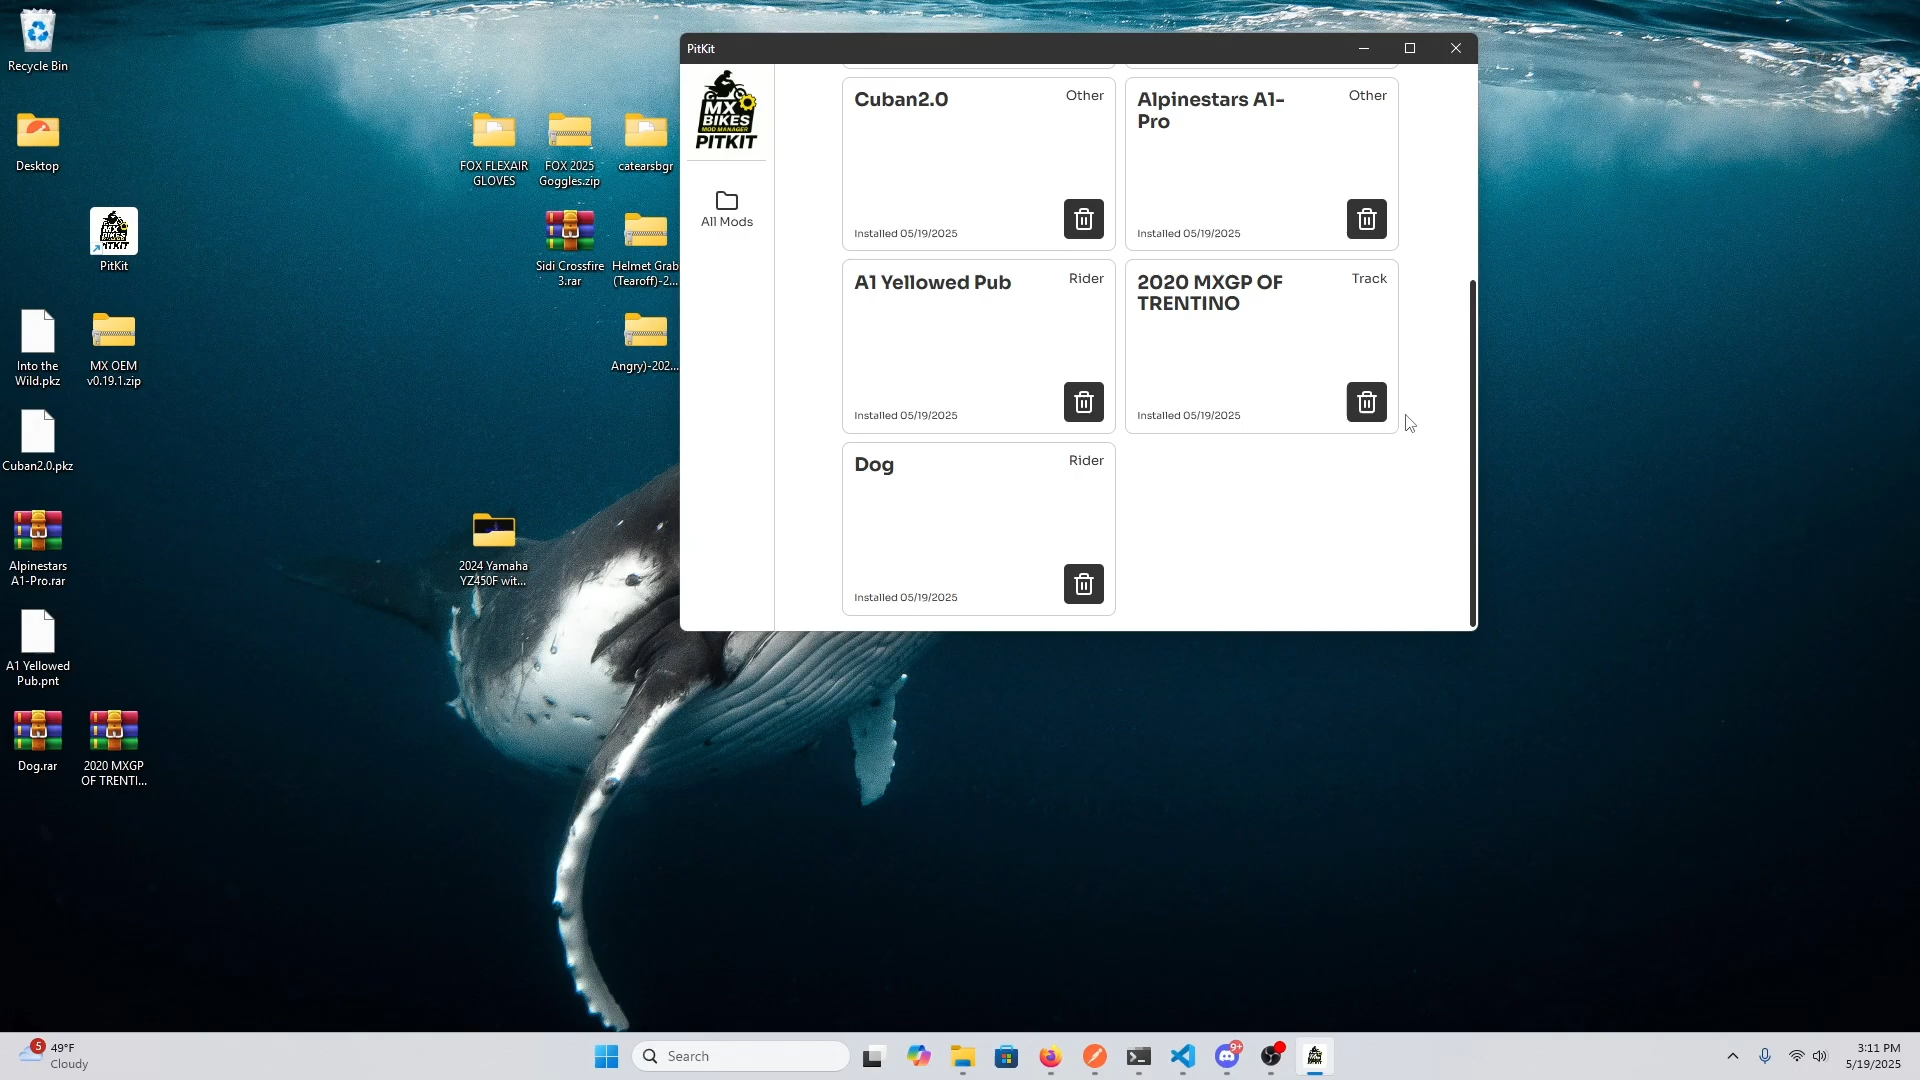 Recycle Bin
Desktop
PitKit
Into the
Wild.pkz
MX OEM
v0.19.1.zip
Cuban2.0.pkz
Alpinestars
A1-Pro.rar
A1 Yellowed
Pub.pnt
Dog.rar
2020 MXGP
OF TRENTI...
FOX FLEXAIR
GLOVES
FOX 2025
Goggles.zip
catearsbgr
Sidi Crossfire
3.rar
Helmet Grab
(Tearoff)-2...
Angry)-202...
2024 Yamaha
YZ450F wit...
PitKit
MX
BIKES
MOD MANAGER
PITKIT
All Mods
Cuban2.0
Other
Installed 05/19/2025
Alpinestars A1-
Pro
Other
Installed 05/19/2025
A1 Yellowed Pub
Rider
Installed 05/19/2025
2020 MXGP OF
TRENTINO
Track
Installed 05/19/2025
Dog
Rider
Installed 05/19/2025
5
49°F
Cloudy
Search
9+
3:11 PM
5/19/2025